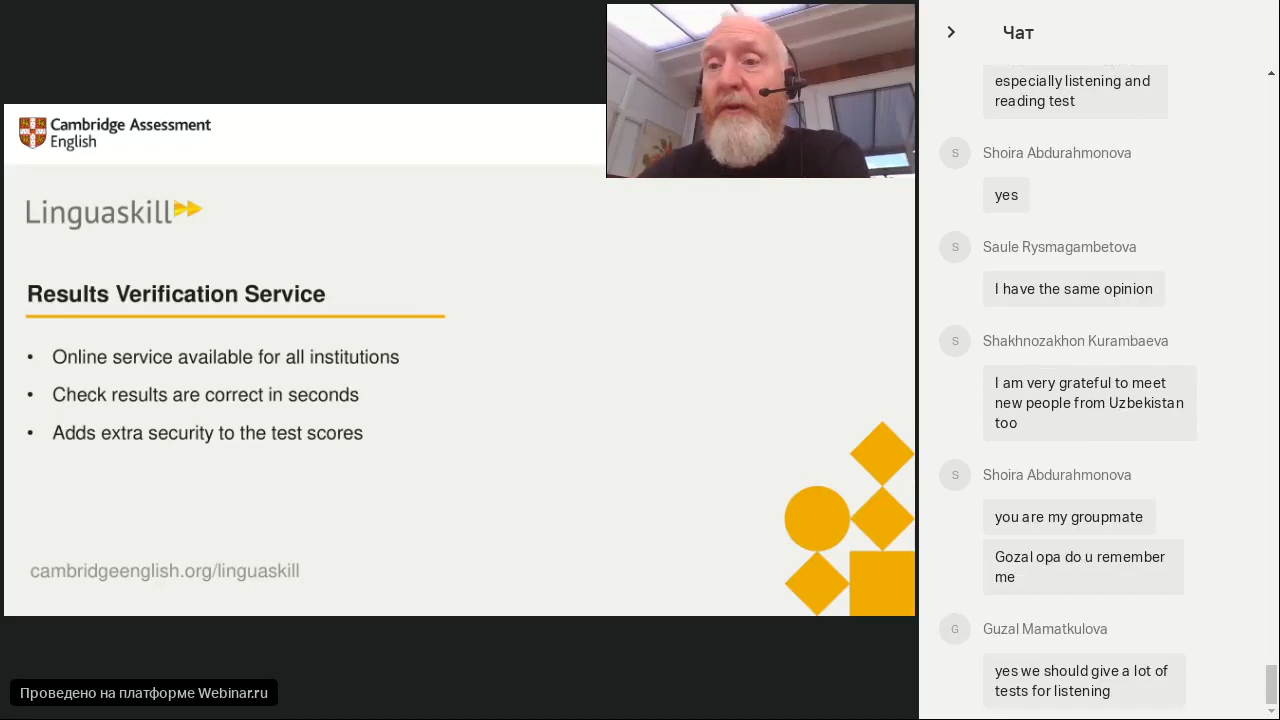 Cambridge Assessment
English
Linguaskill
Results Verification Service
• Online service available for all institutions
• Check results are correct in seconds
• Adds extra security to the test scores
cambridgeenglish.org/linguaskill
Проведено на платформе Webinar.ru
Чат
especially listening and
reading test
S
Shoira Abdurahmonova
yes
S
Saule Rysmagambetova
I have the same opinion
S
Shakhnozakhon Kurambaeva
I am very grateful to meet
new people from Uzbekistan
too
S
Shoira Abdurahmonova
you are my groupmate
Gozal opa do u remember
me
G
Guzal Mamatkulova
yes we should give a lot of
tests for listening